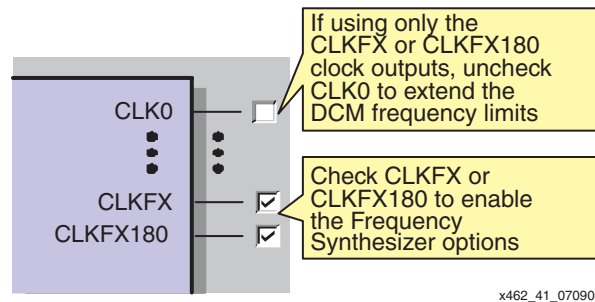 If using only the
CLKFX or CLKFX180
clock outputs, uncheck
CLK0 to extend the
DCM frequency limits
CLK0
CLKFX
CLKFX180
Check CLKFX or
CLKFX180 to enable
the Frequency
Synthesizer options
x462_41_07090